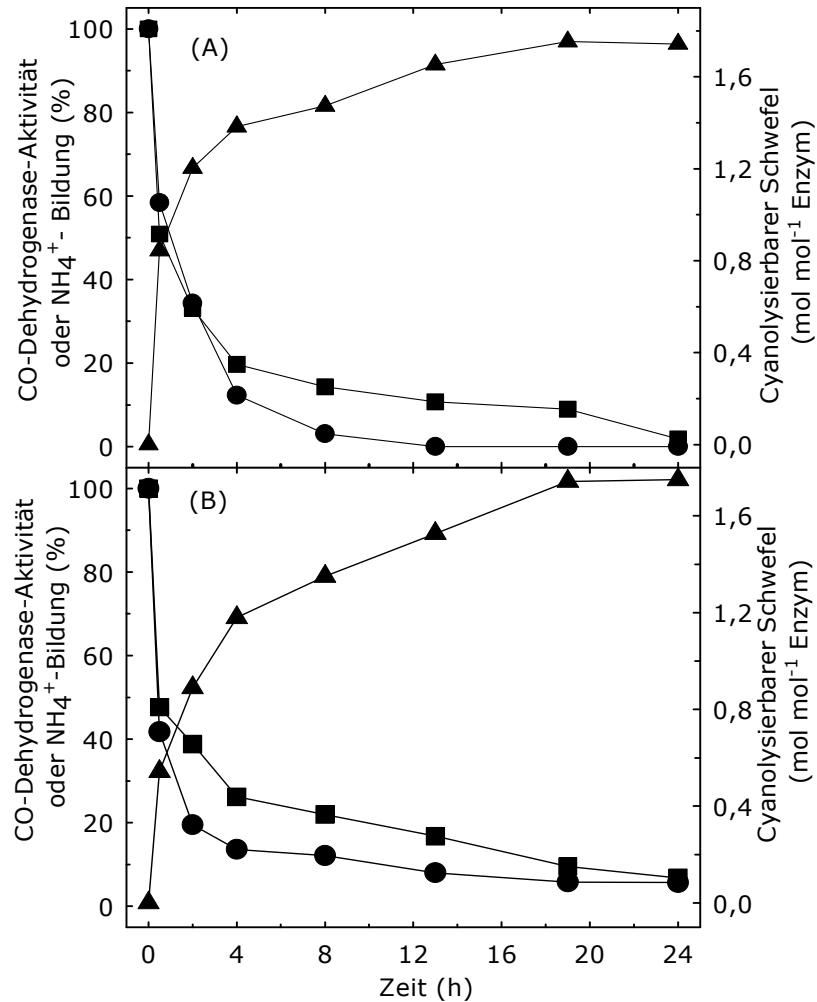 (A)
100
80
60
40
20
0
CO-Dehydrogenase-Aktivität
oder NH4+- Bildung (%)
1,6
1,2
0,8
0,4
0,0
Cyanolysierbarer Schwefel
(mol mol-1 Enzym)
(B)
100
80
60
40
20
0
CO-Dehydrogenase-Aktivität
oder NH4+-Bildung (%)
1,6
1,2
0,8
0,4
0,0
Cyanolysierbarer Schwefel
(mol mol-1 Enzym)
0 4 8 12 16 20 24
Zeit (h)